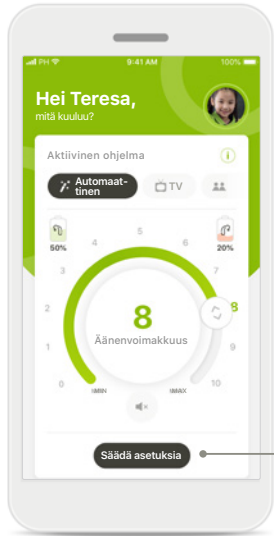 PH
9:41 AM
100%
Hei Teresa,
mitä kuuluu?
Aktiivinen ohjelma
i
Automaat-
tinen
TV
50%
20%
0
1
2
3
4
5
6
8
9
10
8
Äänenvoimakkuus
MIN
MAX
Säädä asetuksia